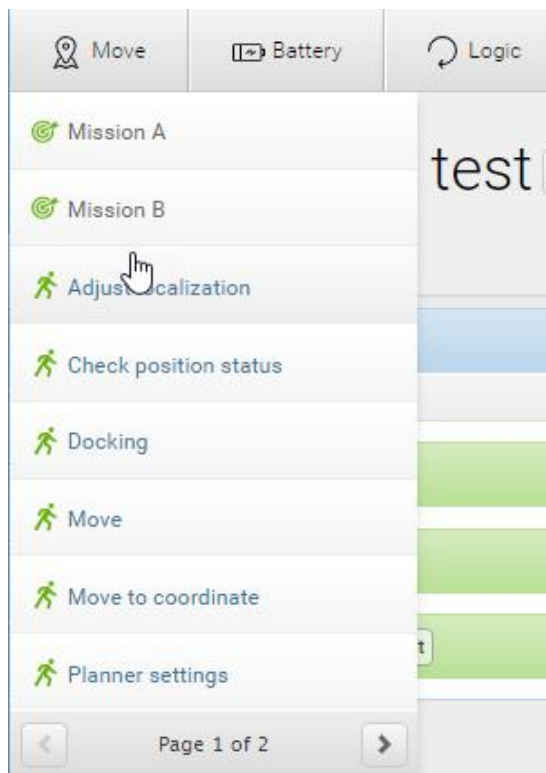 Move
Battery
Logic
Mission A
test
Mission B
Adjust localization
Check position status
Docking
Move
Move to coordinate
t
Planner settings
Page 1 of 2